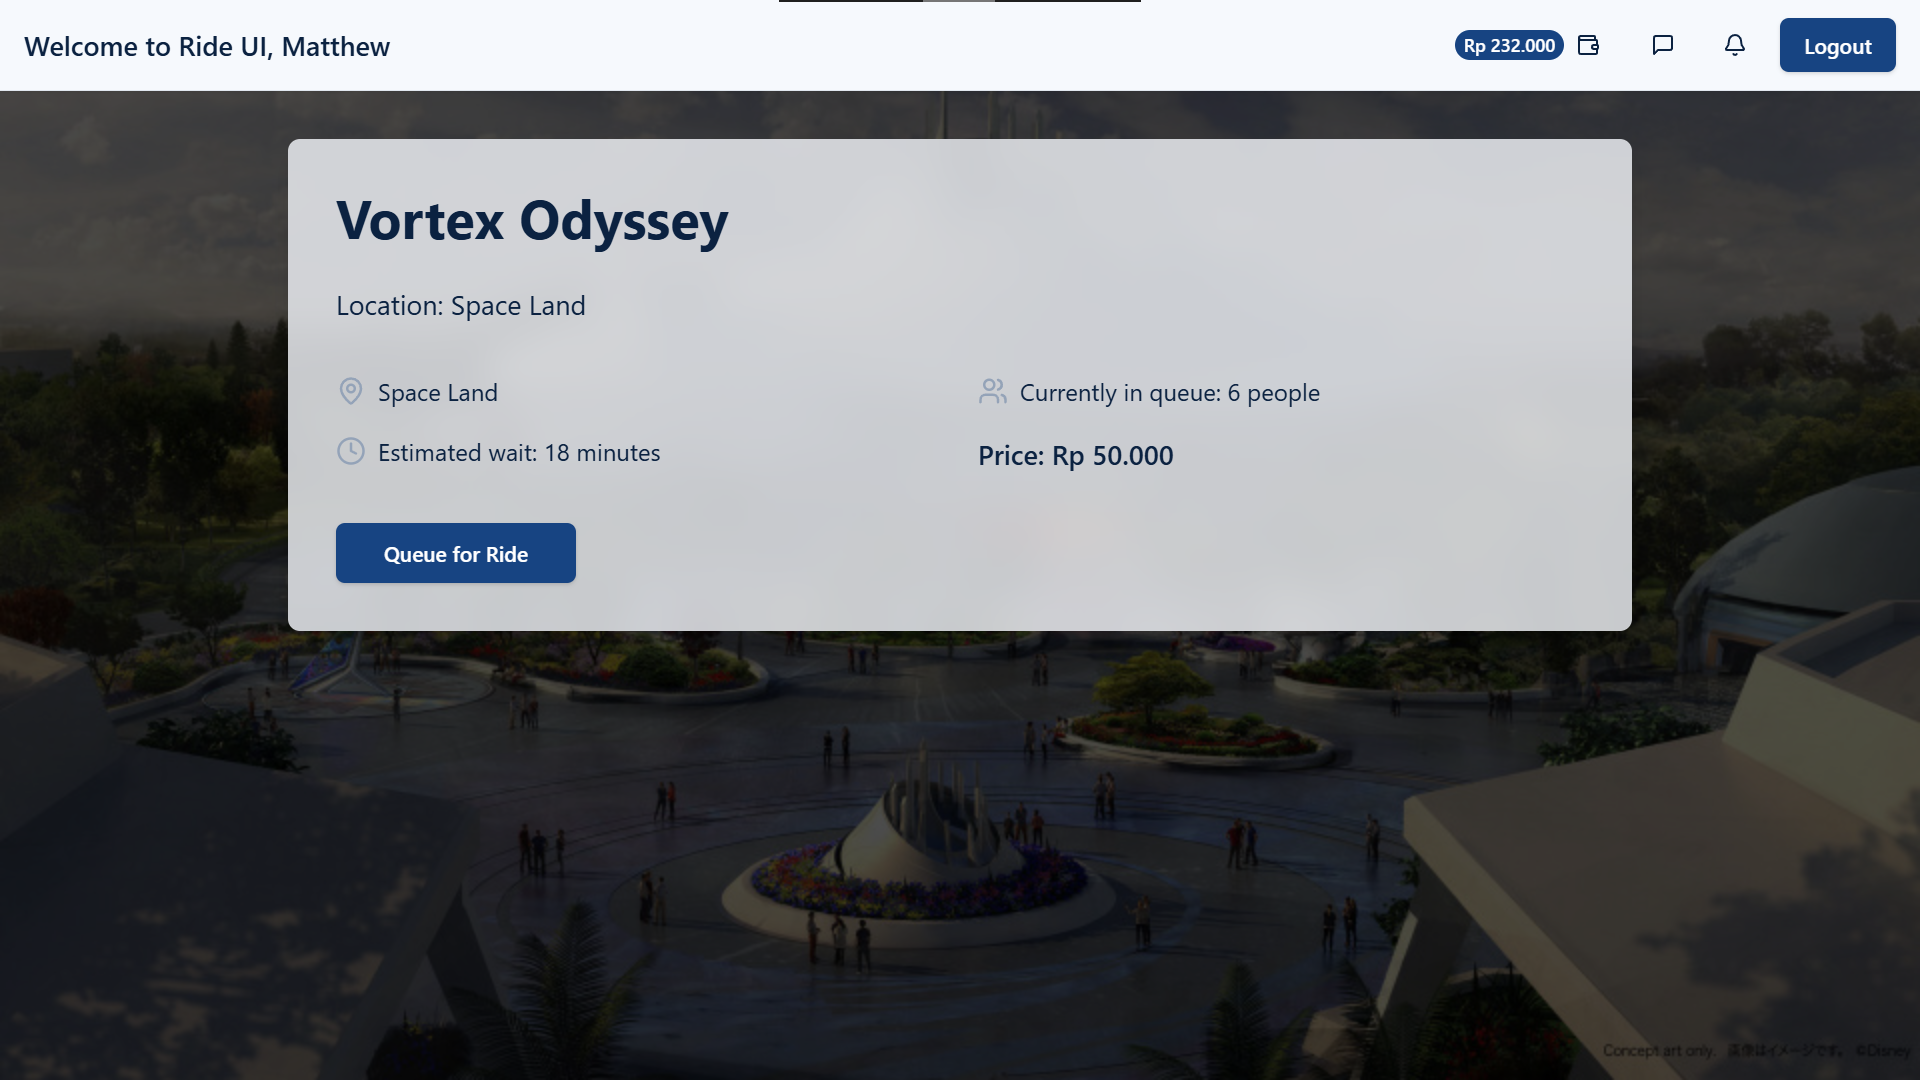 Welcome to Ride UI, Matthew
Rp 232.000
Logout
Vortex Odyssey
Location: Space Land
Space Land
Currently in queue: 6 people
Estimated wait: 18 minutes
Price: Rp 50.000
Queue for Ride
Concept art only. 画像はイメージです。 ©Disney